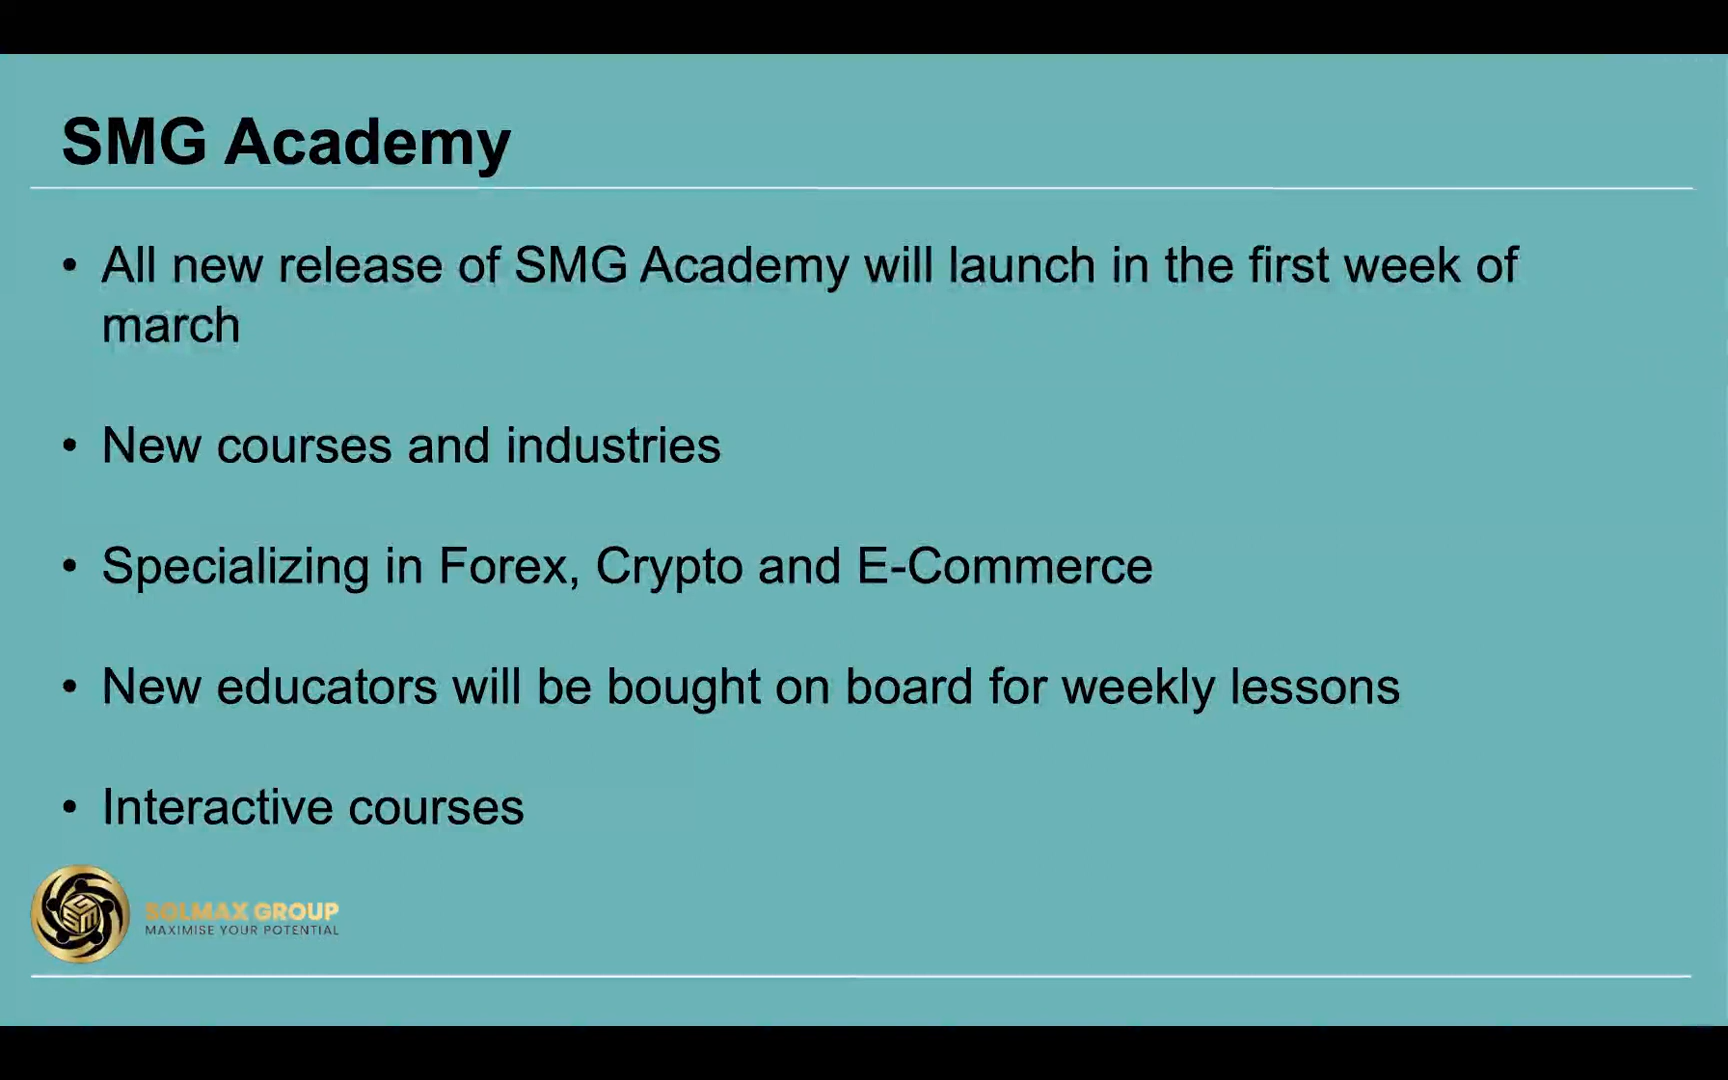 SMG Academy
• All new release of SMG Academy will launch in the first week of
march
• New courses and industries
• Specializing in Forex, Crypto and E-Commerce
• New educators will be bought on board for weekly lessons
• Interactive courses
SMG
SOLMAX GROUP
MAXIMISE YOUR POTENTIAL